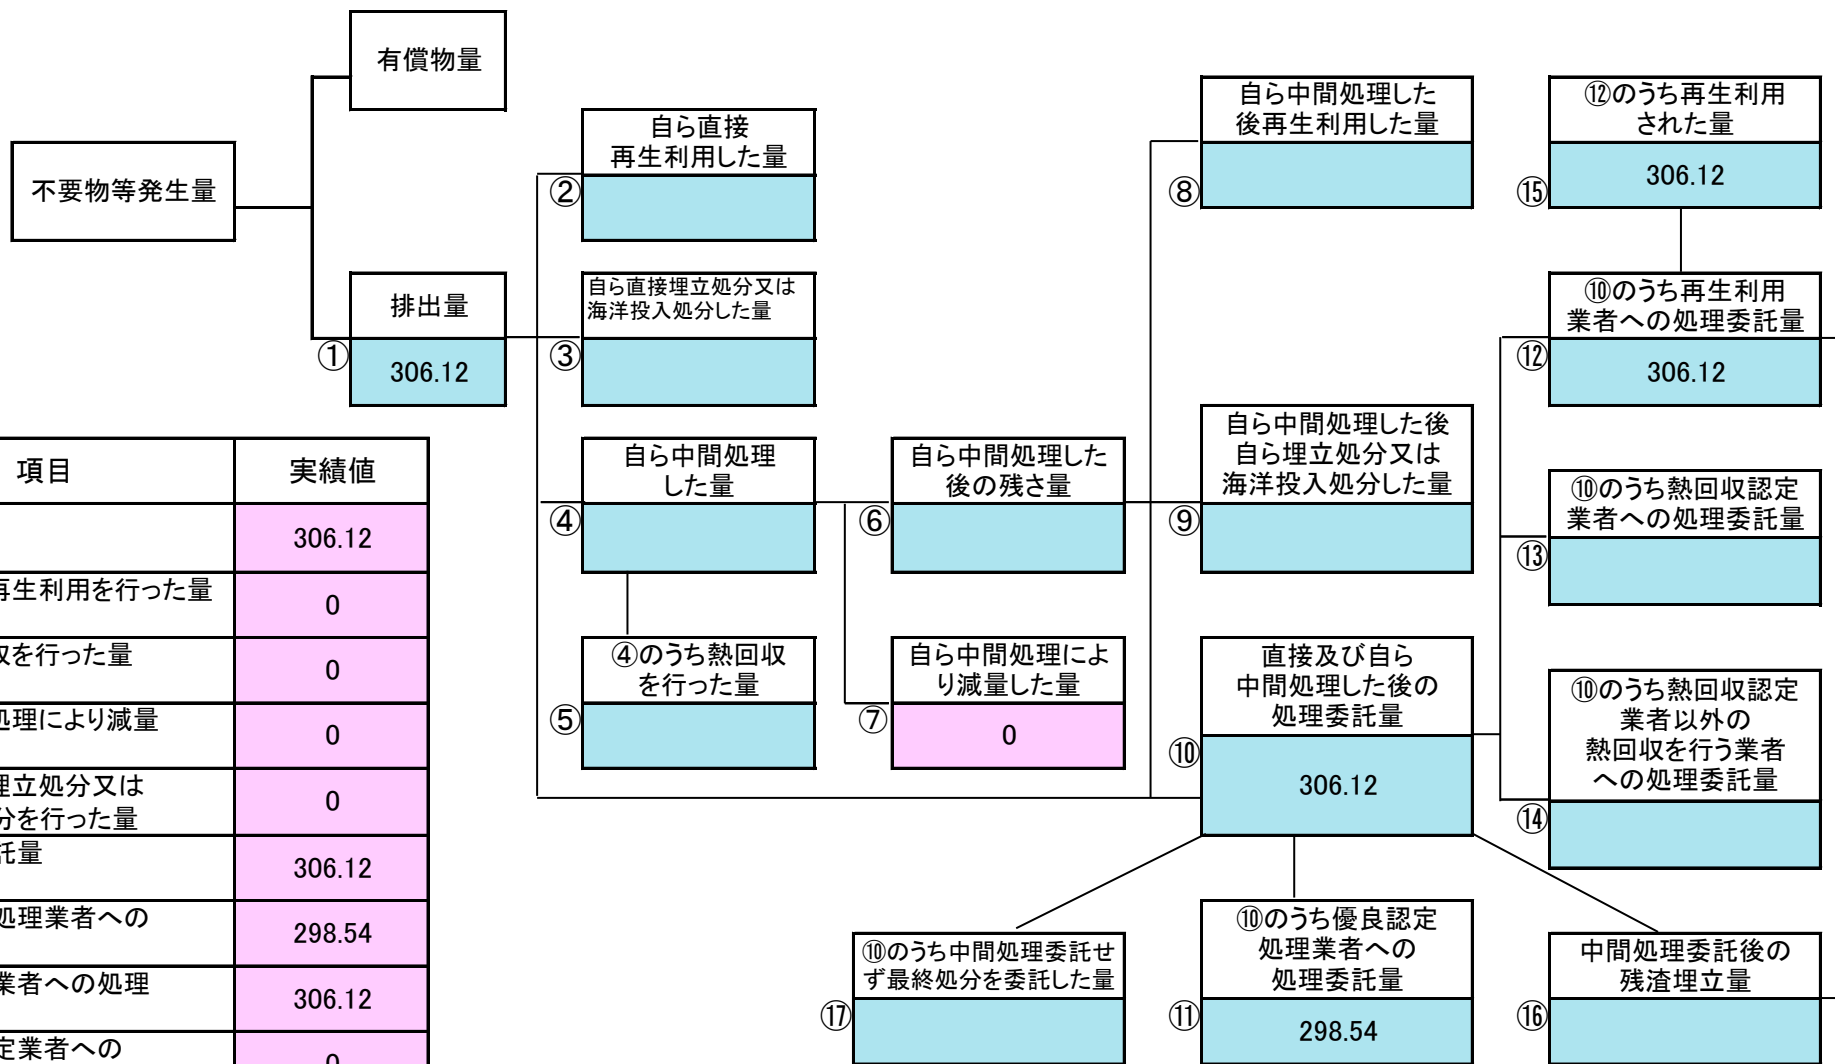 有償物量
不要物等発生量
排出量
①
306.12
自ら直接
再生利用した量
②
自ら直接埋立処分又は
海洋投入処分した量
③
自ら中間処理
した量
④
④のうち熱回収
を行った量
⑤
自ら中間処理した
後の残さ量
⑥
自ら中間処理によ
り減量した量
⑦
0
自ら中間処理した
後再生利用した量
⑧
自ら中間処理した後
自ら埋立処分又は
海洋投入処分した量
⑨
直接及び自ら
中間処理した後の
処理委託量
⑩
306.12
⑩のうち優良認定
処理業者への
処理委託量
⑪
298.54
⑩のうち中間処理委託せ
ず最終処分を委託した量
⑰
⑫のうち再生利用
された量
⑮
306.12
⑩のうち再生利用
業者への処理委託量
⑫
306.12
⑩のうち熱回収認定
業者への処理委託量
⑬
⑩のうち熱回収認定
業者以外の
熱回収を行う業者
への処理委託量
⑭
中間処理委託後の
残渣埋立量
⑯
項目 実績値
306.12
再生利用を行った量 0
を行った量 0
処理により減量 0
埋立処分又は
分を行った量 0
託量 306.12
処理業者への 298.54
業者への処理 306.12
定業者への